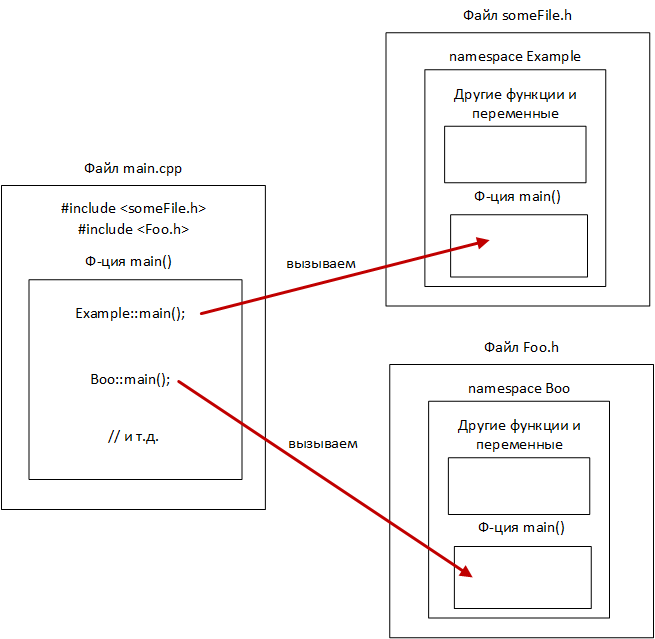 Файл main.cpp
#include <someFile.h>
#include <Foo.h>
Ф-ция main()
Example::main();
Boo::main();
// и т.д.
вызываем
вызываем
Файл someFile.h
namespace Example
Другие функции и
переменные
Ф-ция main()
Файл Foo.h
namespace Boo
Другие функции и
переменные
Ф-ция main()